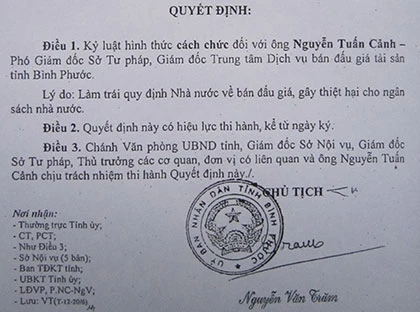 QUYẾT ĐỊNH:
Điều 1. Kỷ luật hình thức cách chức đối với ông Nguyễn Tuấn Cảnh –
Phó Giám đốc Sở Tư pháp, Giám đốc Trung tâm Dịch vụ bán đấu giá tài sản
tỉnh Bình Phước.
Lý do: Làm trái quy định Nhà nước về bán đấu giá, gây thiệt hại cho ngân
sách nhà nước.
Điều 2. Quyết định này có hiệu lực thi hành, kể từ ngày ký.
Điều 3. Chánh Văn phòng UBND tỉnh, Giám đốc Sở Nội vụ, Giám đốc
Sở Tư pháp, Thủ trưởng các cơ quan, đơn vị có liên quan và ông Nguyễn Tuấn
Cảnh chịu trách nhiệm thi hành Quyết định này./.
CHỦ TỊCH
Nơi nhận:
- Thường trực Tỉnh ủy;
- CT, PCT;
- Như Điều 3;
- Sở Nội vụ (5 bản);
- Ban TĐKT tỉnh;
- UBKT Tỉnh ủy;
- LĐVP, P.NC-NgV;
- Lưu: VT
ỦY BAN NHÂN DÂN TỈNH BÌNH PHƯỚC
Nguyễn Văn Trăm